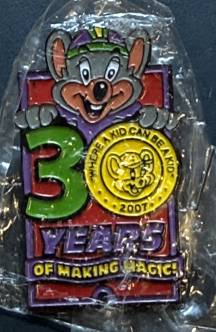 30
"WHERE A KID CAN BE A KID"
2007
YEARS
OF MAKING MAGIC!